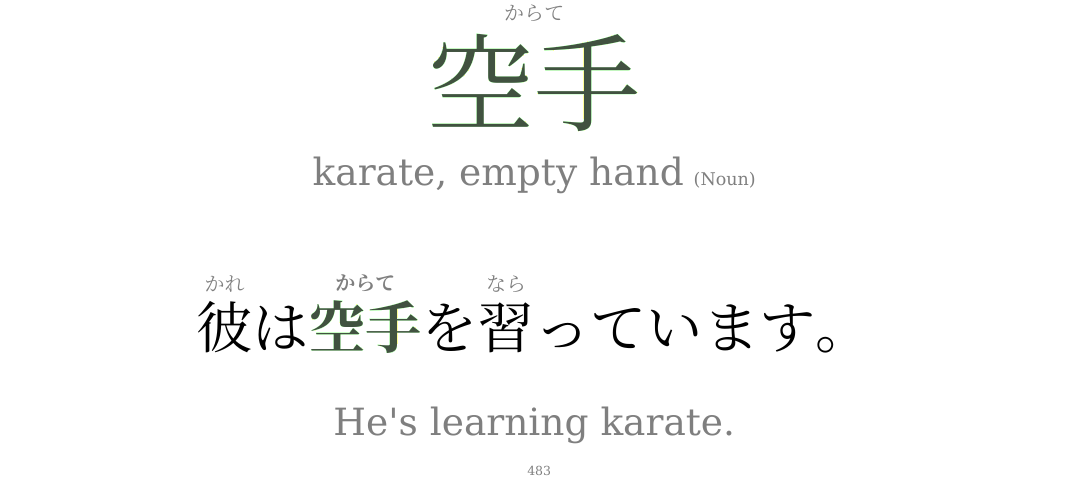 からて
空手
karate, empty hand (Noun)
かれ からて なら
彼は空手を習っています。
He's learning karate.
483